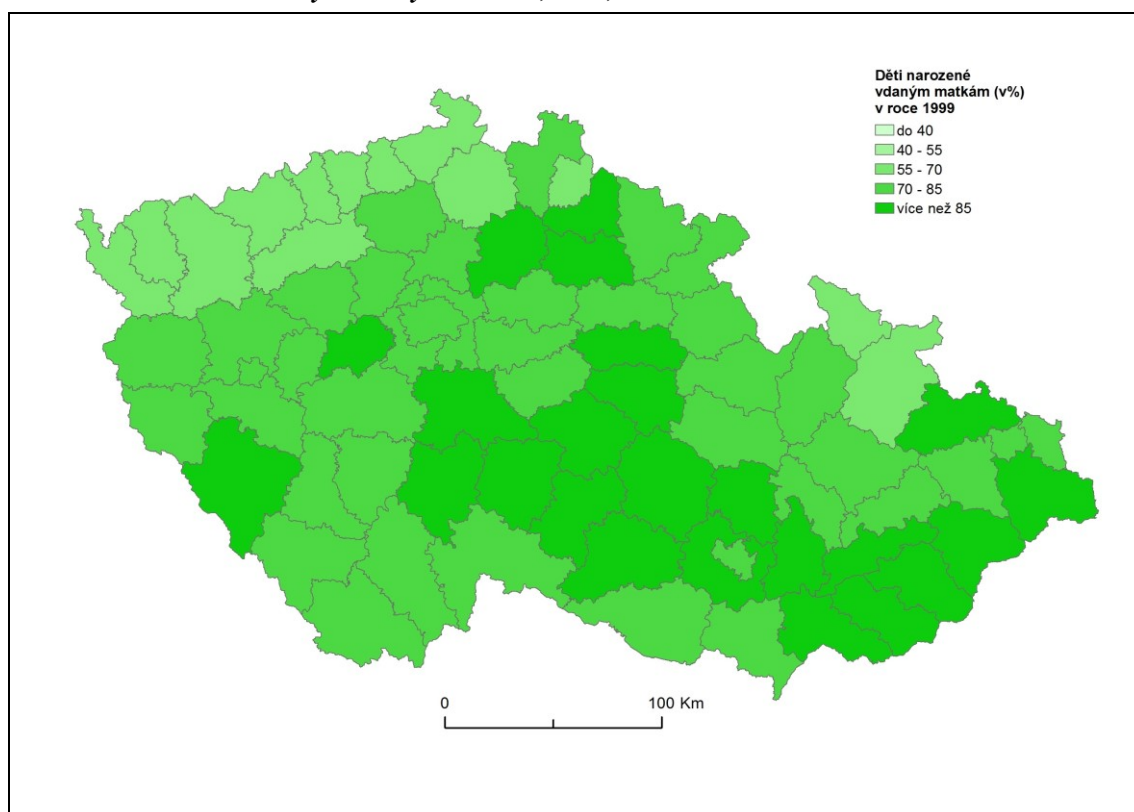 Děti narozené
vdaným matkám (v%)
v roce 1999
do 40
40 - 55
55 - 70
70 - 85
více než 85
0
100 Km